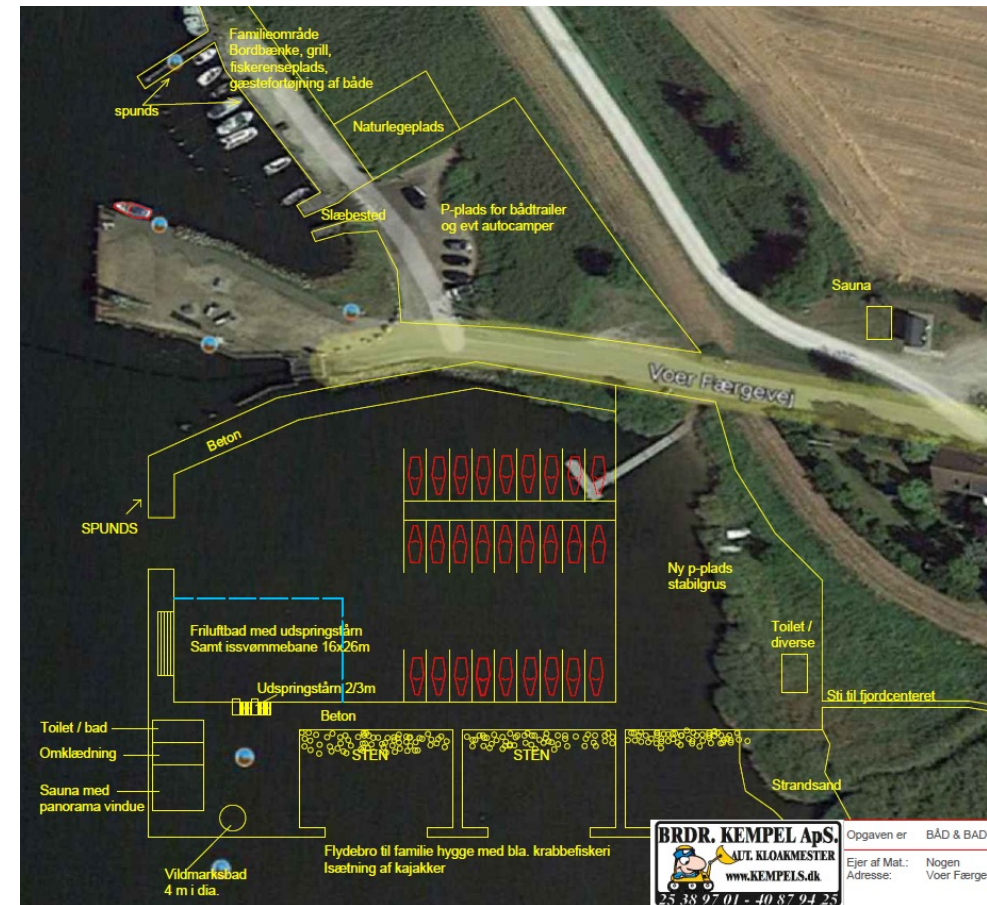 Familieområde
Bordbænke, grill,
fiskerenseplads,
gæstefortøjning af både
spunds
Naturlegeplads
Slæbested
P-plads for bådtrailer
og evt autocamper
Sauna
Voer Færgevej
Beton
SPUNDS
Ny p-plads
stabilgrus
Friluftbad med udspringstårn
Samt issvømmebane 16x26m
Toilet /
diverse
Udspringstårn 2/3m
Sti til fjordcenteret
Beton
Toilet / bad
Omklædning
STEN
STEN
Sauna med
panorama vindue
Strandsand
Flydebro til familie hygge med bla. krabbefiskeri
Isætning af kajakker
Vildmarksbad
4 m i dia.
BRDR. KEMPEL ApS.
AUT. KLOAKMESTER
www.KEMPELS.dk
25 38 97 01 - 40 87 94 25
Opgaven er BÅD & BAD
Ejer af Mat.: Nogen
Adresse: Voer Færge